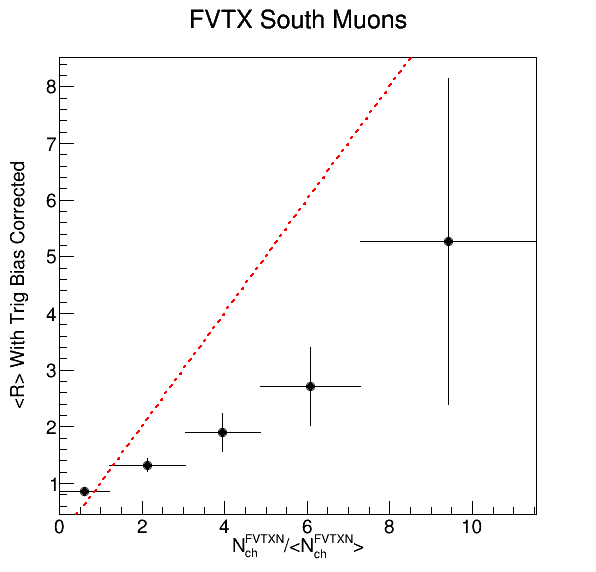 FVTX South Muons
<R> With Trig Bias Corrected
8
7
6
5
4
3
2
1
0 2 4 6 8 10
N_ch^FVTXN/<N_ch^FVTXN>